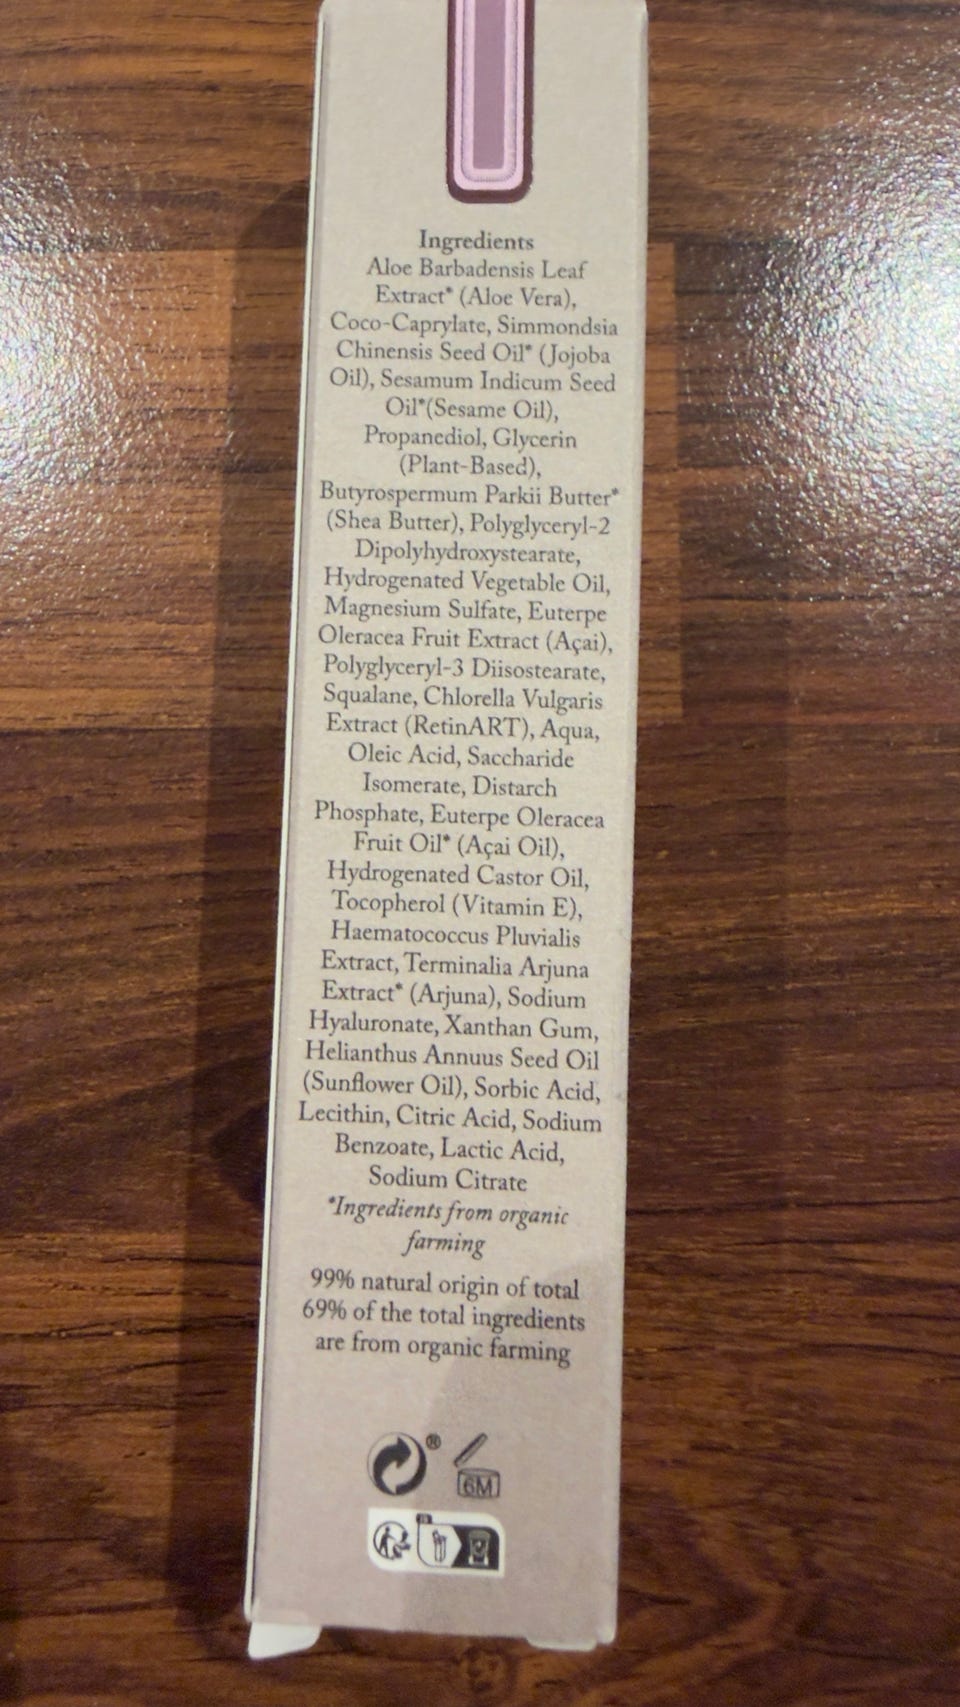 Ingredients
Aloe Barbadensis Leaf
Extract* (Aloe Vera),
Coco-Caprylate, Simmondsia
Chinensis Seed Oil* (Jojoba
Oil), Sesamum Indicum Seed
Oil*(Sesame Oil),
Propanediol, Glycerin
(Plant-Based),
Butyrospermum Parkii Butter*
(Shea Butter), Polyglyceryl-2
Dipolyhydroxystearate,
Hydrogenated Vegetable Oil,
Magnesium Sulfate, Euterpe
Oleracea Fruit Extract (Açai),
Polyglyceryl-3 Diisostearate,
Squalane, Chlorella Vulgaris
Extract (RetinART), Aqua,
Oleic Acid, Saccharide
Isomerate, Distarch
Phosphate, Euterpe Oleracea
Fruit Oil* (Açai Oil),
Hydrogenated Castor Oil,
Tocopherol (Vitamin E),
Haematococcus Pluvialis
Extract, Terminalia Arjuna
Extract* (Arjuna), Sodium
Hyaluronate, Xanthan Gum,
Helianthus Annuus Seed Oil
(Sunflower Oil), Sorbic Acid,
Lecithin, Citric Acid, Sodium
Benzoate, Lactic Acid,
Sodium Citrate
*Ingredients from organic
farming
99% natural origin of total
69% of the total ingredients
are from organic farming
®
6M